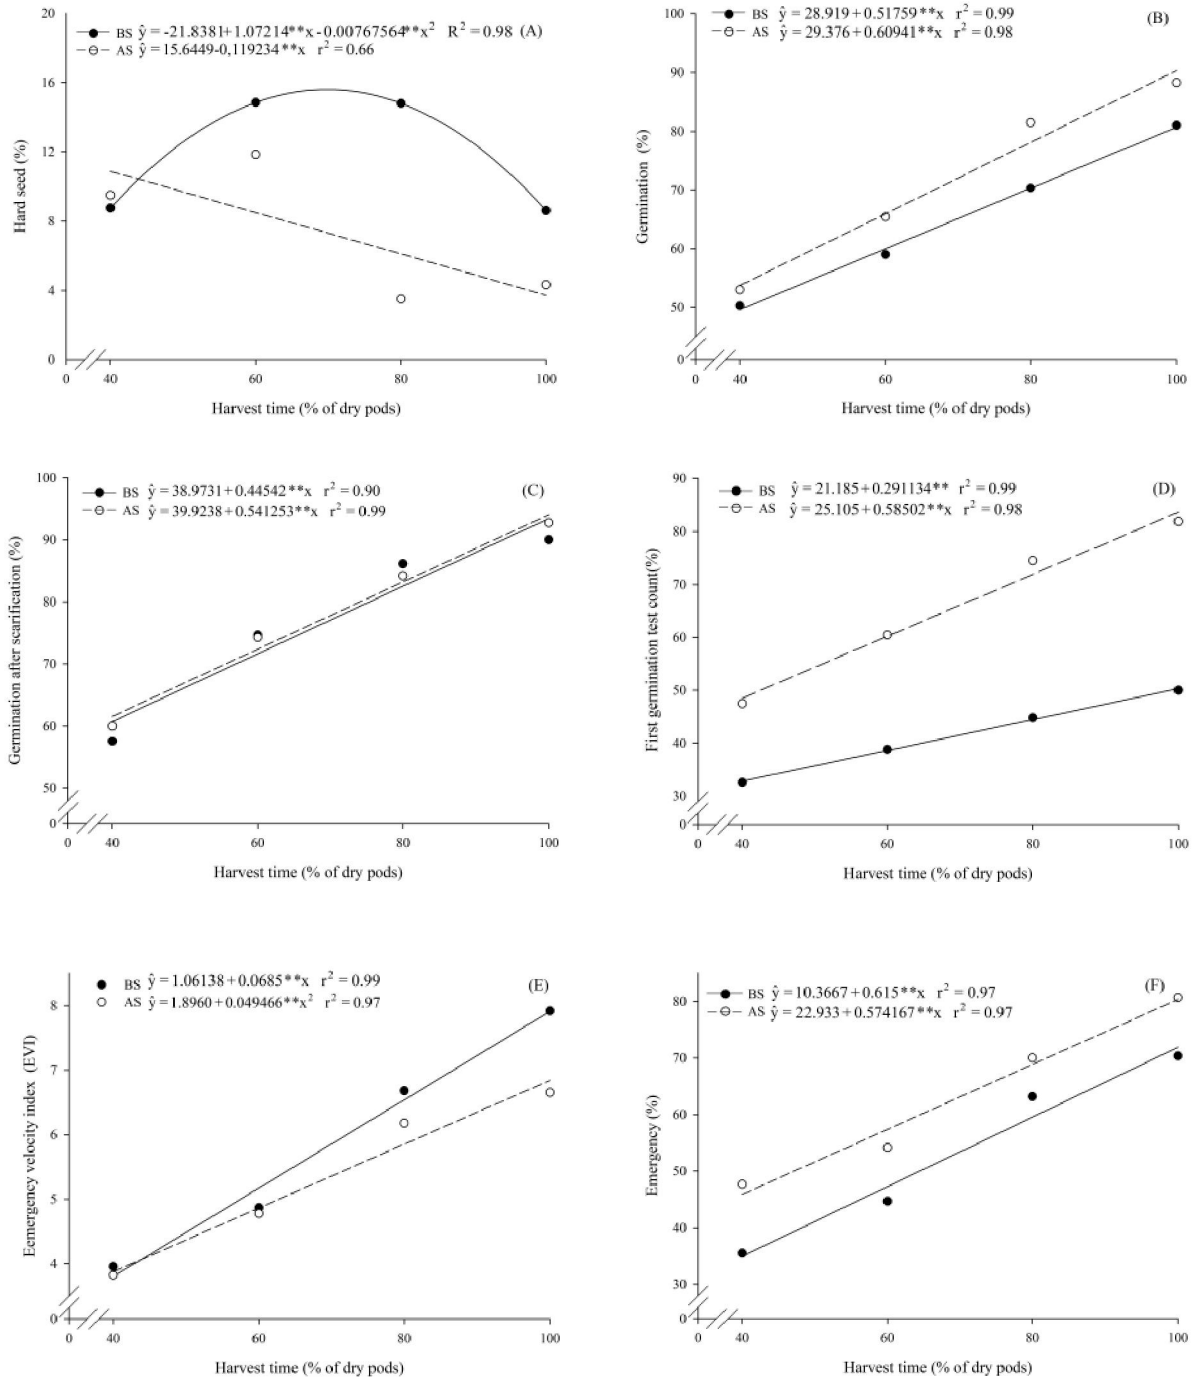 BS ŷ = -21.8381+1.07214**x-0.00767564**x² R² = 0.98 (A)
AS ŷ = 15.6449-0,119234**x r² = 0.66
20
16
12
8
4
0
Hard seed (%)
0 40 60 80 100
Harvest time (% of dry pods)
BS ŷ = 28.919+0.51759**x r² = 0.99 (B)
AS ŷ = 29.376+0.60941**x r² = 0.98
100
90
80
70
60
50
0
Germination (%)
0 40 60 80 100
Harvest time (% of dry pods)
BS ŷ = 38.9731+0.44542**x r² = 0.90 (C)
AS ŷ = 39.9238+0.541253**x r² = 0.99
100
90
80
70
60
50
0
Germination after scarification (%)
0 40 60 80 100
Harvest time (% of dry pods)
BS ŷ = 21.185+0.291134** r² = 0.99 (D)
AS ŷ = 25.105+0.58502**x r² = 0.98
90
80
70
60
50
40
30
0
First germination test count(%)
0 40 60 80 100
Harvest time (% of dry pods)
BS ŷ = 1.06138+0.0685**x r² = 0.99 (E)
AS ŷ = 1.8960+0.049466**x² r² = 0.97
8
7
6
5
4
0
Eemergency velocity index (EVI)
0 40 60 80 100
Harvest time (% of dry pods)
BS ŷ = 10.3667+0.615**x r² = 0.97 (F)
AS ŷ = 22.933+0.574167**x r² = 0.97
80
70
60
50
40
30
0
Emergency (%)
0 40 60 80 100
Harvest time (% of dry pods)